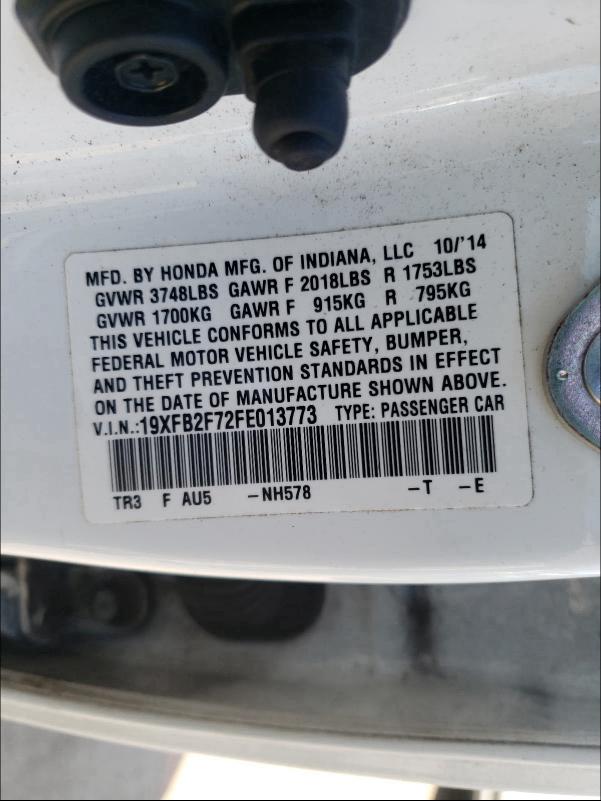 MFD. BY HONDA MFG. OF INDIANA, LLC 10/'14
GVWR 3748LBS GAWR F 2018LBS R 1753LBS
GVWR 1700KG GAWR F 915KG R 795KG
THIS VEHICLE CONFORMS TO ALL APPLICABLE
FEDERAL MOTOR VEHICLE SAFETY, BUMPER,
AND THEFT PREVENTION STANDARDS IN EFFECT
ON THE DATE OF MANUFACTURE SHOWN ABOVE.
V.I.N.:19XFB2F72FE013773 TYPE: PASSENGER CAR
TR3 F AU5 -NH578 -T -E